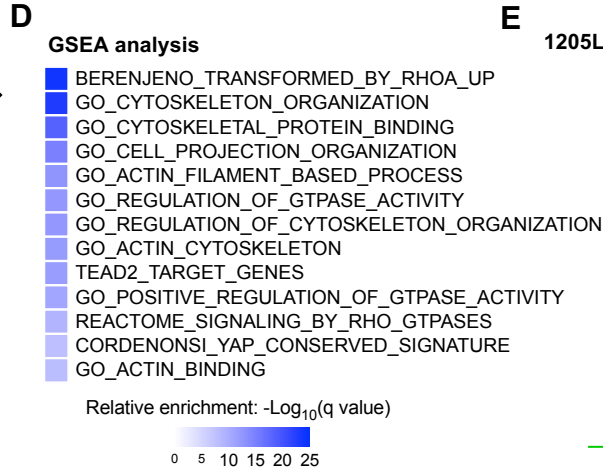 D
E
GSEA analysis
1205L
BERENJENO_TRANSFORMED_BY_RHOA_UP
GO_CYTOSKELETON_ORGANIZATION
GO_CYTOSKELETAL_PROTEIN_BINDING
GO_CELL_PROJECTION_ORGANIZATION
GO_ACTIN_FILAMENT_BASED_PROCESS
GO_REGULATION_OF_GTPASE_ACTIVITY
GO_REGULATION_OF_CYTOSKELETON_ORGANIZATION
GO_ACTIN_CYTOSKELETON
TEAD2_TARGET_GENES
GO_POSITIVE_REGULATION_OF_GTPASE_ACTIVITY
REACTOME_SIGNALING_BY_RHO_GTPASES
CORDENONSI_YAP_CONSERVED_SIGNATURE
GO_ACTIN_BINDING
Relative enrichment: -Log10(q value)
0 5 10 15 20 25